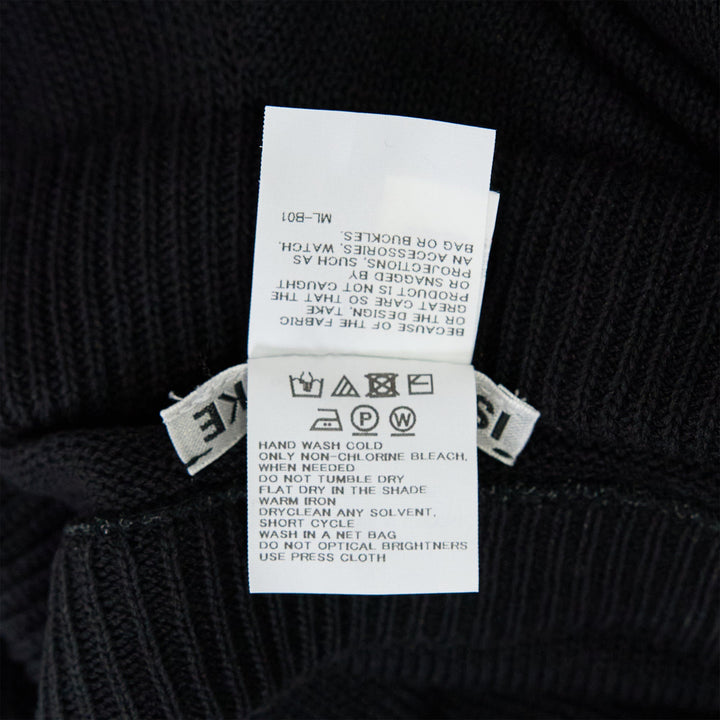 BECAUSE OF THE FABRIC
OR THE DESIGN, TAKE
GREAT CARE SO THAT THE
PRODUCT IS NOT CAUGHT
OR SNAGGED BY
PROJECTIONS, SUCH AS
AN ACCESSORIES. WATCH.
BAG OR BUCKLES.
ML-B01
KE
IS
P W
HAND WASH COLD
ONLY NON-CHLORINE BLEACH,
WHEN NEEDED
DO NOT TUMBLE DRY
FLAT DRY IN THE SHADE
WARM IRON
DRYCLEAN ANY SOLVENT,
SHORT CYCLE
WASH IN A NET BAG
DO NOT OPTICAL BRIGHTNERS
USE PRESS CLOTH